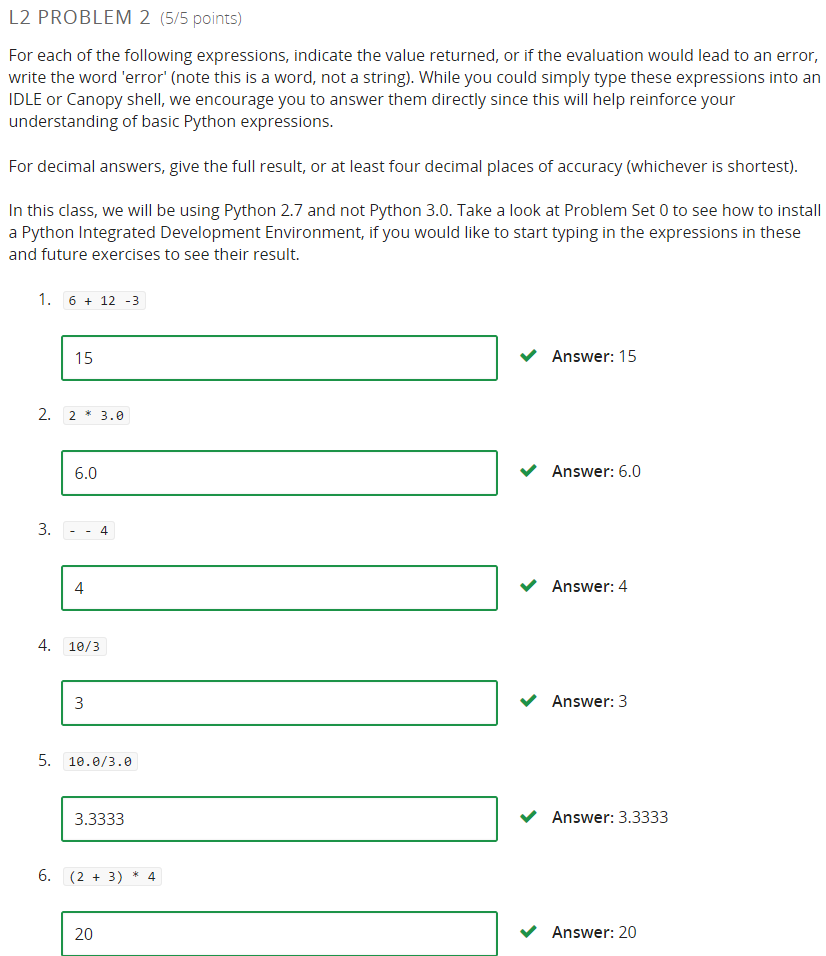 L2 PROBLEM 2 (5/5 points)
For each of the following expressions, indicate the value returned, or if the evaluation would lead to an error,
write the word 'error' (note this is a word, not a string). While you could simply type these expressions into an
IDLE or Canopy shell, we encourage you to answer them directly since this will help reinforce your
understanding of basic Python expressions.
For decimal answers, give the full result, or at least four decimal places of accuracy (whichever is shortest).
In this class, we will be using Python 2.7 and not Python 3.0. Take a look at Problem Set 0 to see how to install
a Python Integrated Development Environment, if you would like to start typing in the expressions in these
and future exercises to see their result.
1. 6 + 12 -3
15 ✔ Answer: 15
2. 2 * 3.0
6.0 ✔ Answer: 6.0
3. - - 4
4 ✔ Answer: 4
4. 10/3
3 ✔ Answer: 3
5. 10.0/3.0
3.3333 ✔ Answer: 3.3333
6. (2 + 3) * 4
20 ✔ Answer: 20